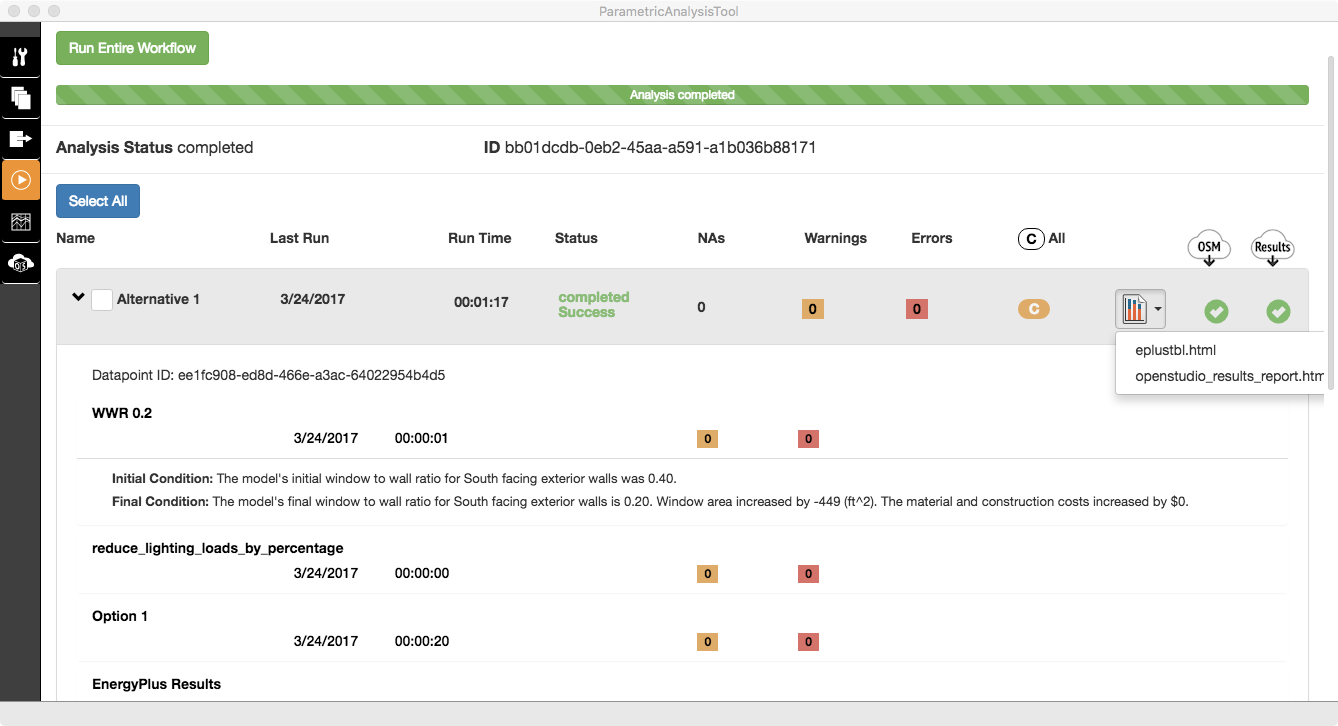 ParametricAnalysisTool
Run Entire Workflow
Analysis completed
Analysis Status completed ID bb01dcdb-0eb2-45aa-a591-a1b036b88171
Select All
Name Last Run Run Time Status NAs Warnings Errors C All OSM Results
Alternative 1 3/24/2017 00:01:17 completed Success 0 0 0 C
eplustbl.html
openstudio_results_report.htm
Datapoint ID: ee1fc908-ed8d-466e-a3ac-64022954b4d5
WWR 0.2
3/24/2017 00:00:01 0 0
Initial Condition: The model's initial window to wall ratio for South facing exterior walls was 0.40.
Final Condition: The model's final window to wall ratio for South facing exterior walls is 0.20. Window area increased by -449 (ft^2). The material and construction costs increased by $0.
reduce_lighting_loads_by_percentage
3/24/2017 00:00:00 0 0
Option 1
3/24/2017 00:00:20 0 0
EnergyPlus Results